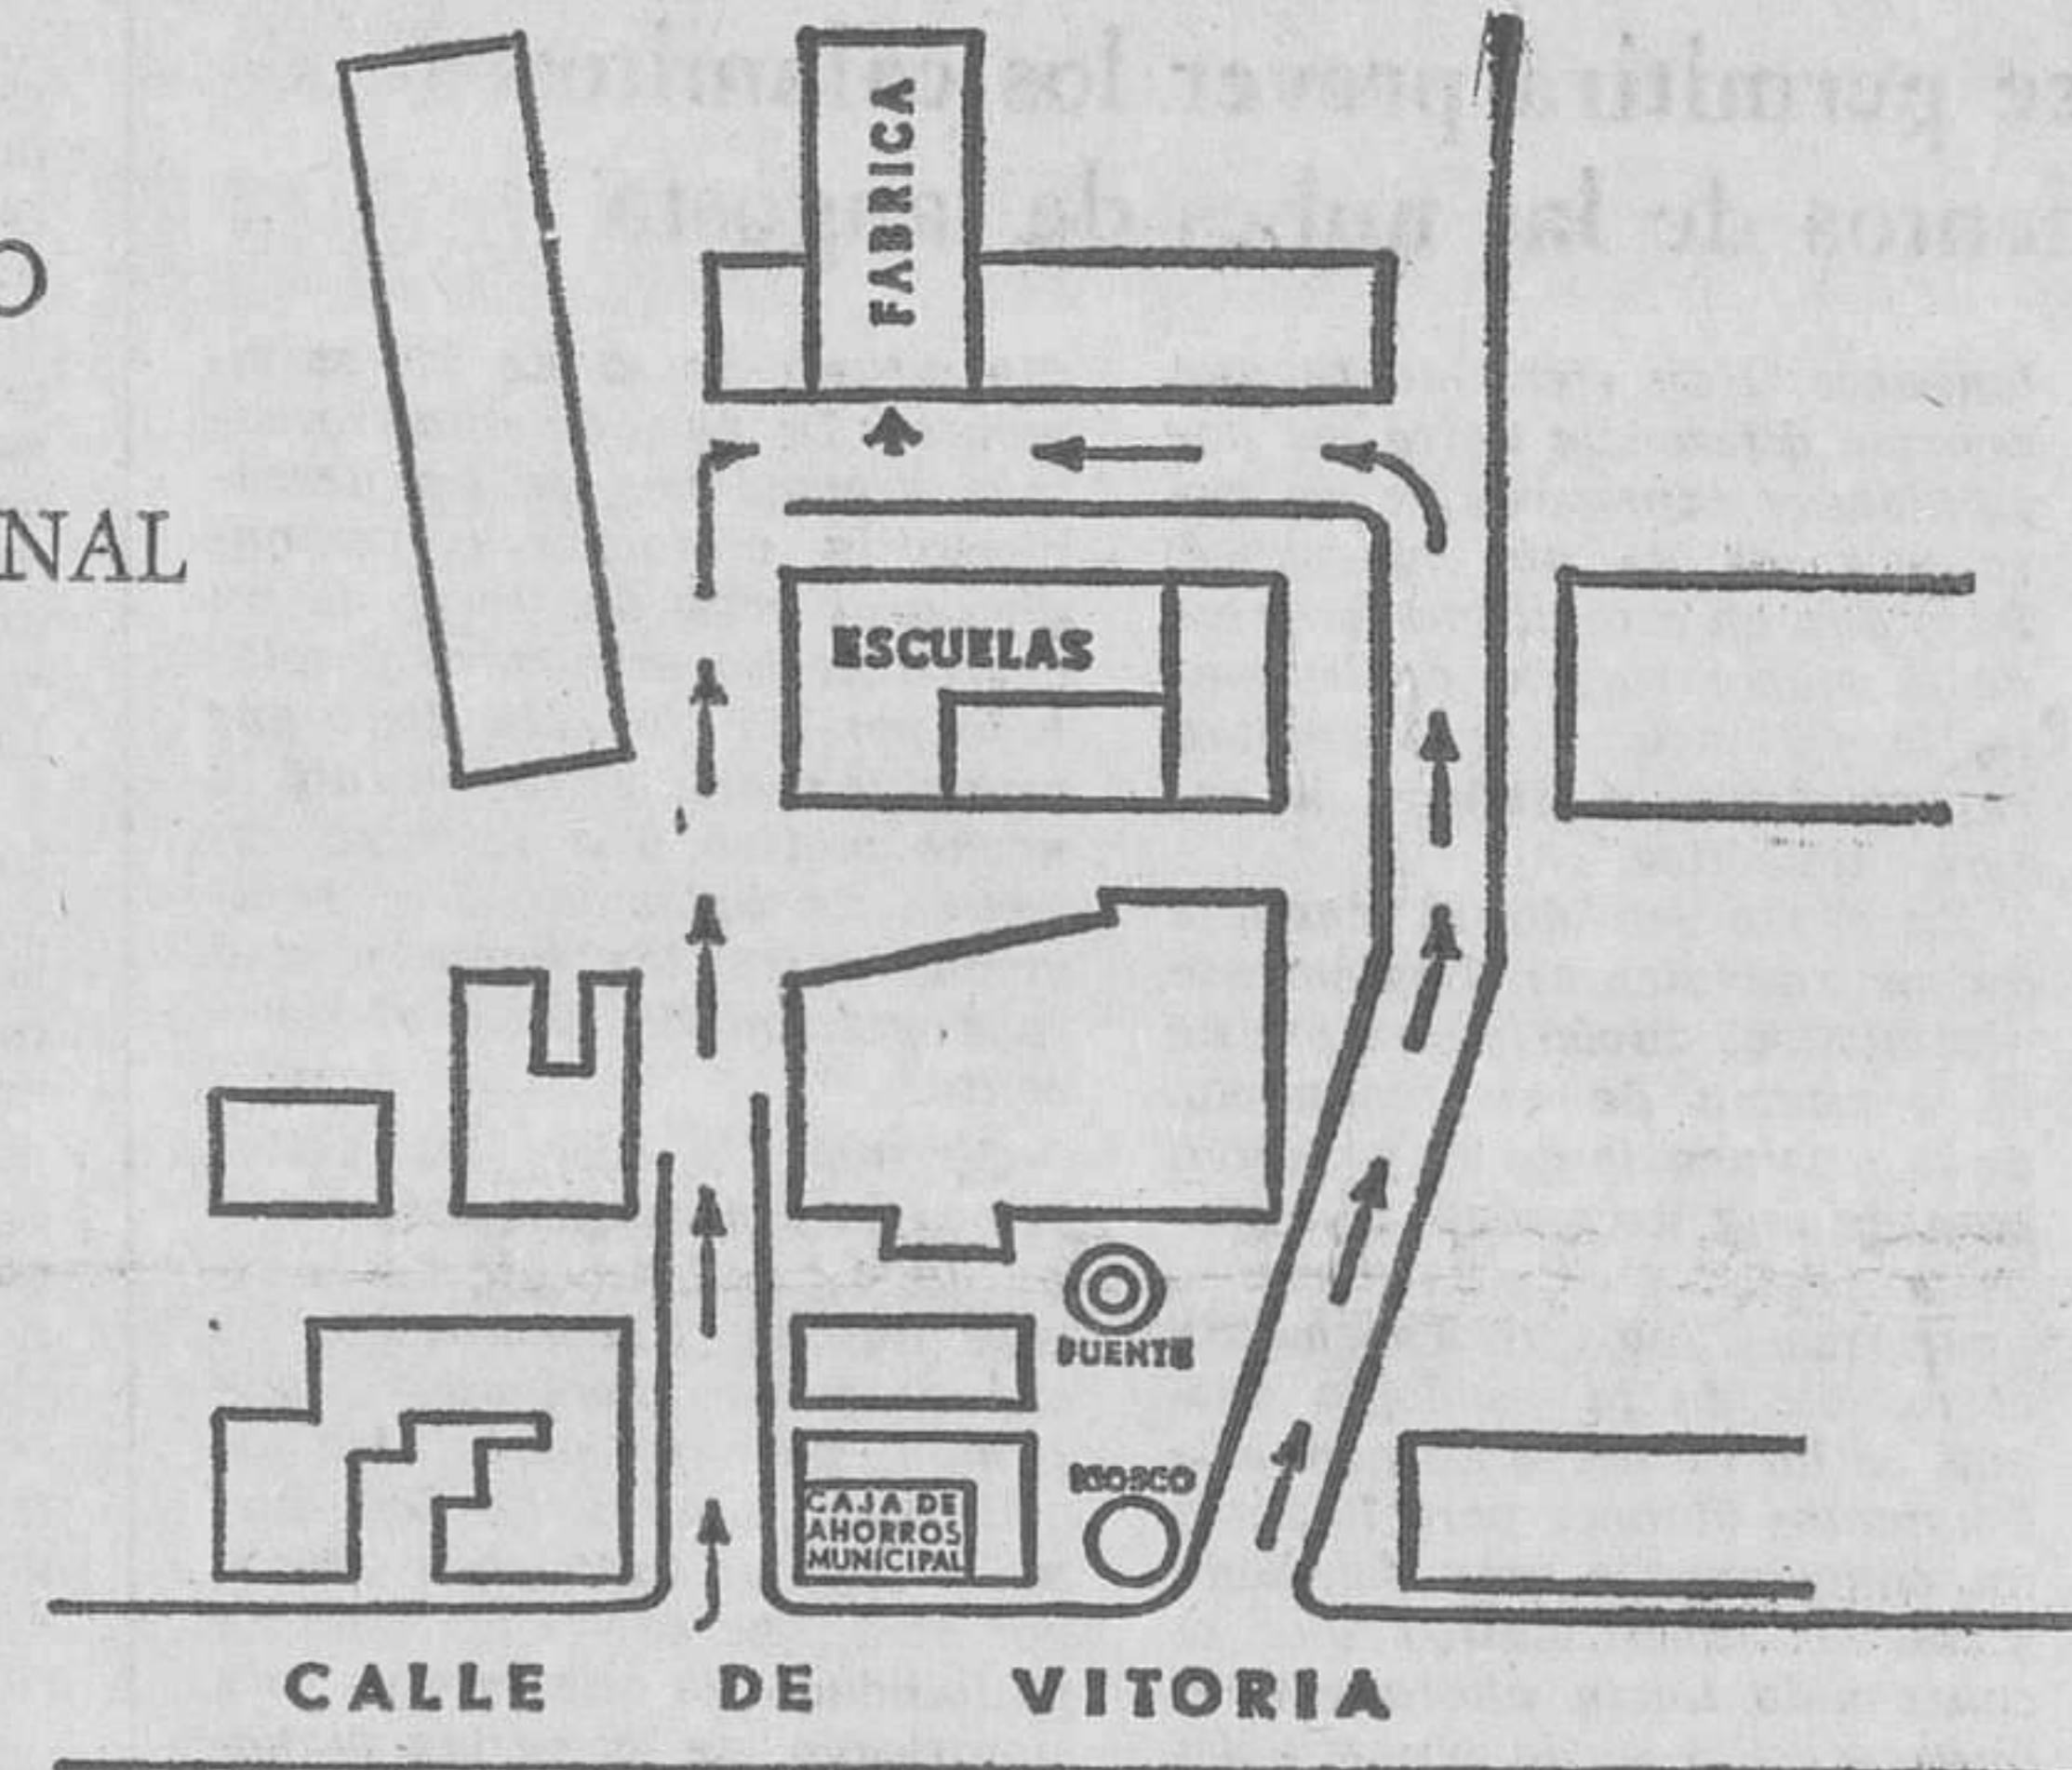 O
NAL
FABRICA
ESCUELAS
FUENTE
KIOSCO
CAJA DE
AHORROS
MUNICIPAL
CALLE DE VITORIA